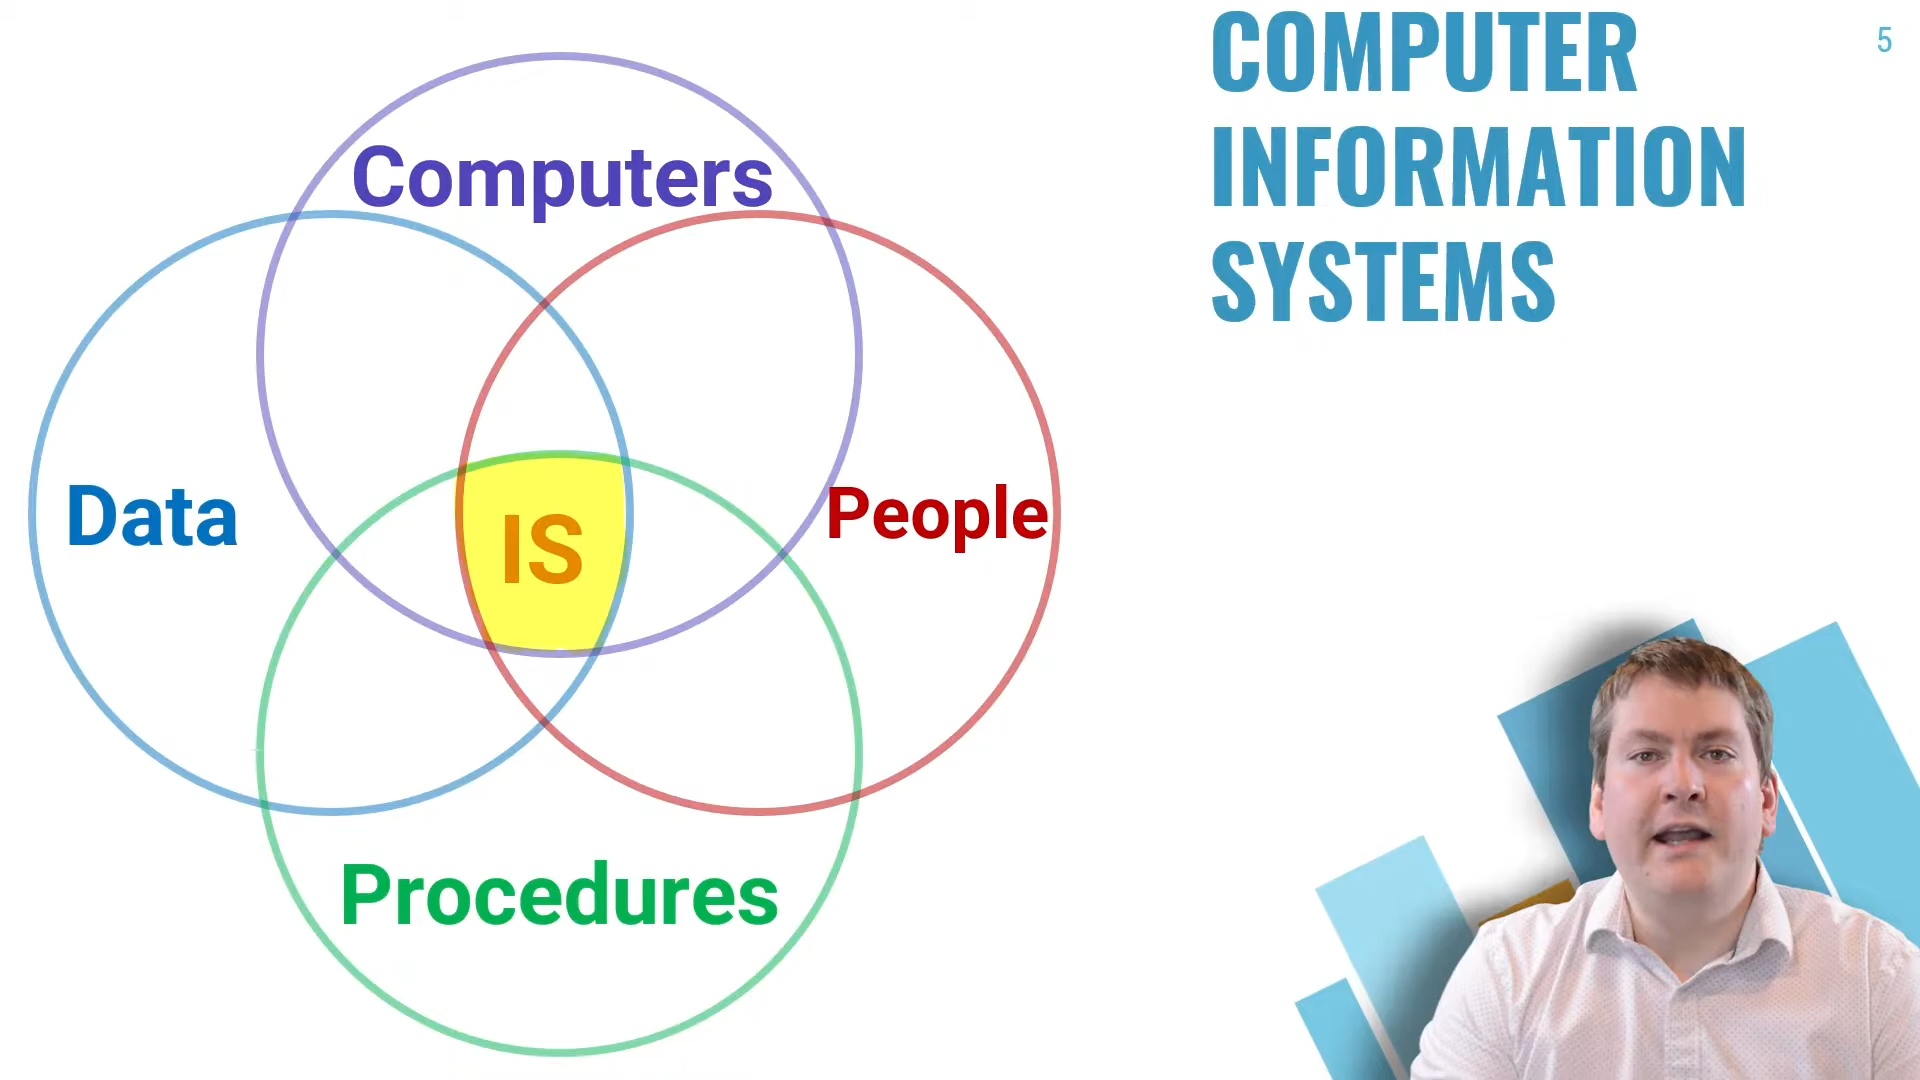 COMPUTER
INFORMATION
SYSTEMS
5
Computers
Data
People
IS
Procedures